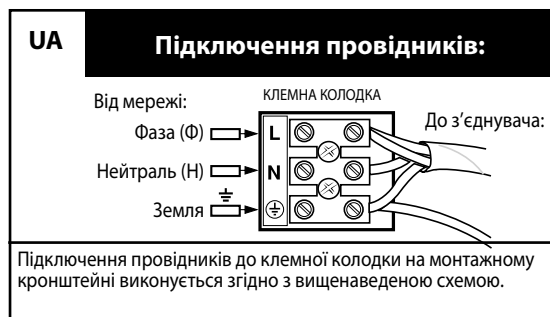 UA
Підключення провідників:
Від мережі:
КЛЕМНА КОЛОДКА
До з’єднувача:
Фаза (Ф)
L
Нейтраль (Н)
N
Земля
Підключення провідників до клемної колодки на монтажному
кронштейні виконується згідно з вищенаведеною схемою.